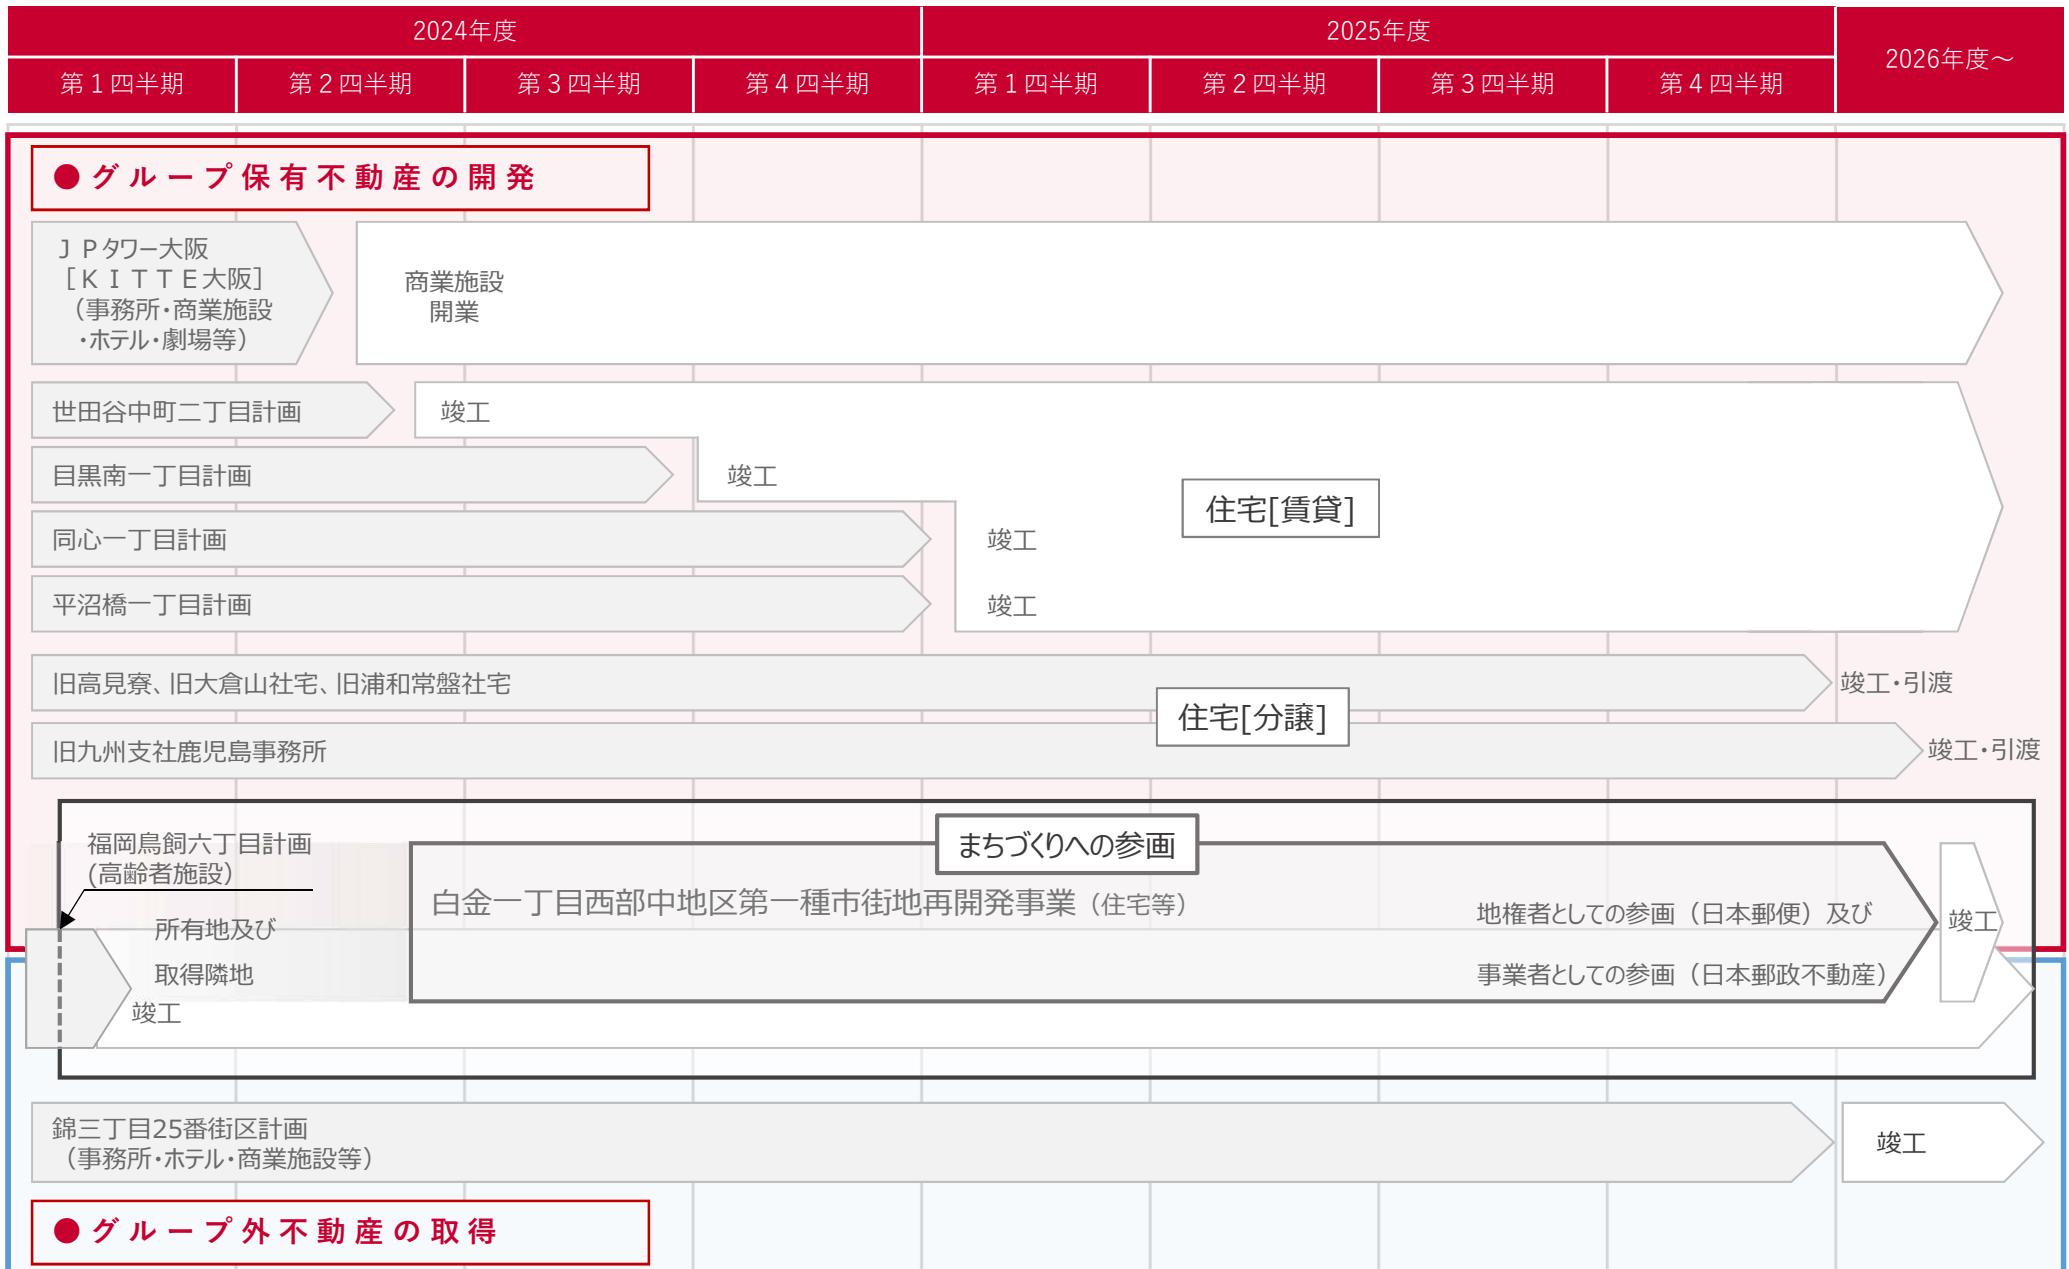 2024年度
2025年度
2026年度～
第１四半期
第２四半期
第３四半期
第４四半期
第１四半期
第２四半期
第３四半期
第４四半期
●グループ保有不動産の開発
ＪＰタワー大阪
［ＫＩＴＴＥ大阪］
（事務所・商業施設
・ホテル・劇場等）
商業施設
開業
世田谷中町二丁目計画
竣工
目黒南一丁目計画
竣工
住宅[賃貸]
同心一丁目計画
竣工
平沼橋一丁目計画
竣工
旧高見寮、旧大倉山社宅、旧浦和常盤社宅
竣工・引渡
住宅[分譲]
旧九州支社鹿児島事務所
竣工・引渡
福岡鳥飼六丁目計画
(高齢者施設）
まちづくりへの参画
白金一丁目西部中地区第一種市街地再開発事業（住宅等）
所有地及び
取得隣地
竣工
地権者としての参画（日本郵便）及び
事業者としての参画（日本郵政不動産）
竣工
錦三丁目25番街区計画
（事務所・ホテル・商業施設等）
竣工
●グループ外不動産の取得